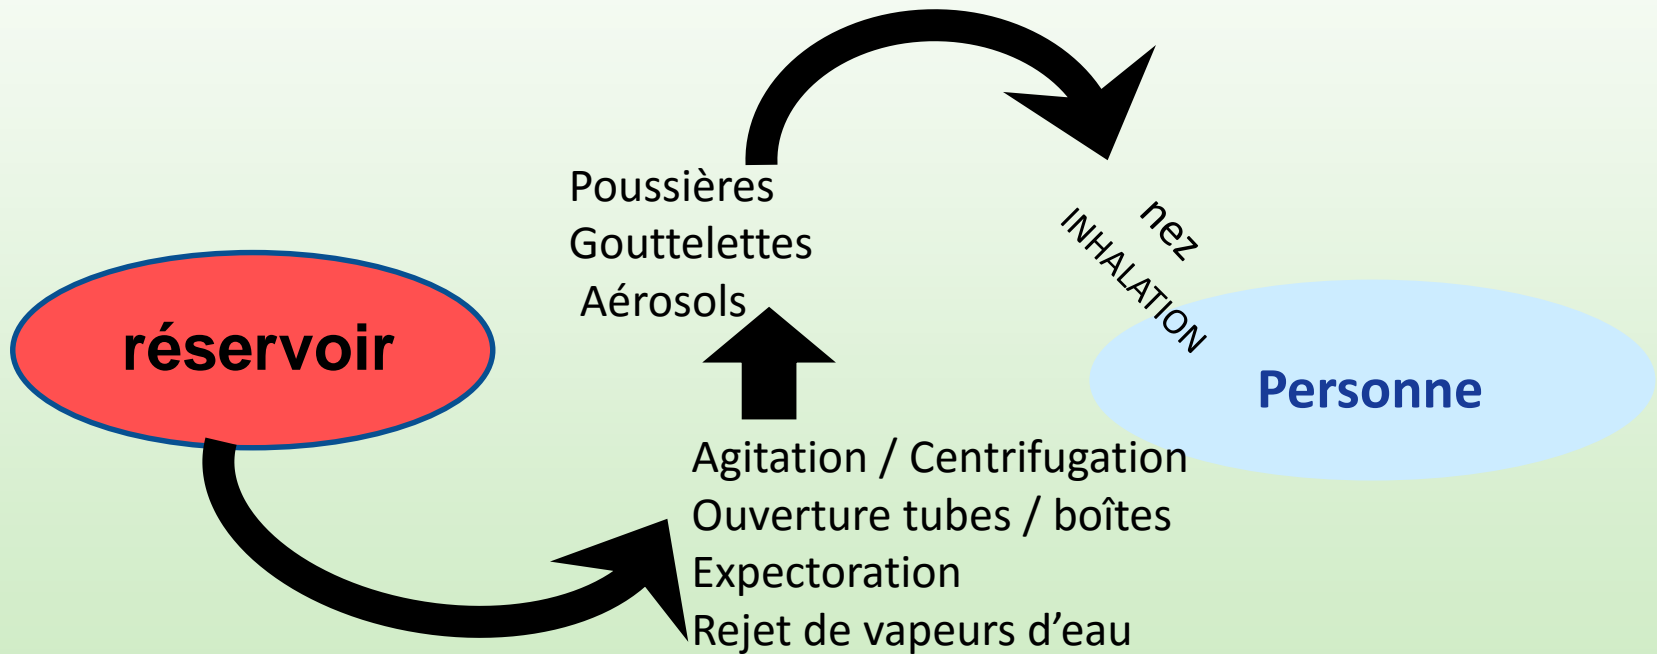 réservoir
Agitation / Centrifugation
Ouverture tubes / boîtes
Expectoration
Rejet de vapeurs d’eau
Poussières
Gouttelettes
Aérosols
nez
INHALATION
Personne